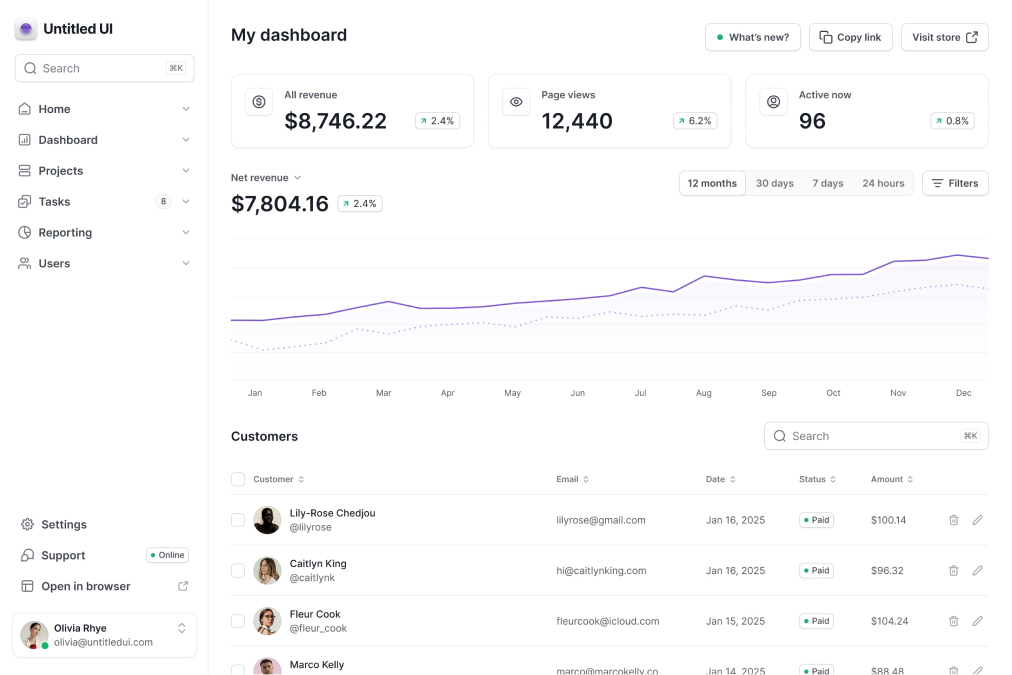 Untitled UI
Search ⌘K
Home
Dashboard
Projects
Tasks 8
Reporting
Users
Settings
Support Online
Open in browser
Olivia Rhye
olivia@untitledui.com
My dashboard
What's new? Copy link Visit store
All revenue
$8,746.22 2.4%
Page views
12,440 6.2%
Active now
96 0.8%
Net revenue
$7,804.16 2.4%
12 months 30 days 7 days 24 hours Filters
Jan Feb Mar Apr May Jun Jul Aug Sep Oct Nov Dec
Customers
Search ⌘K
Customer Email Date Status Amount
Lily-Rose Chedjou
@lilyrose
lilyrose@gmail.com Jan 16, 2025 Paid $100.14
Caitlyn King
@caitlynk
hi@caitlynking.com Jan 16, 2025 Paid $96.32
Fleur Cook
@fleur_cook
fleurcook@icloud.com Jan 15, 2025 Paid $104.24
Marco Kelly
marco@marcokelly.co Jan 14, 2025 Paid $88.48